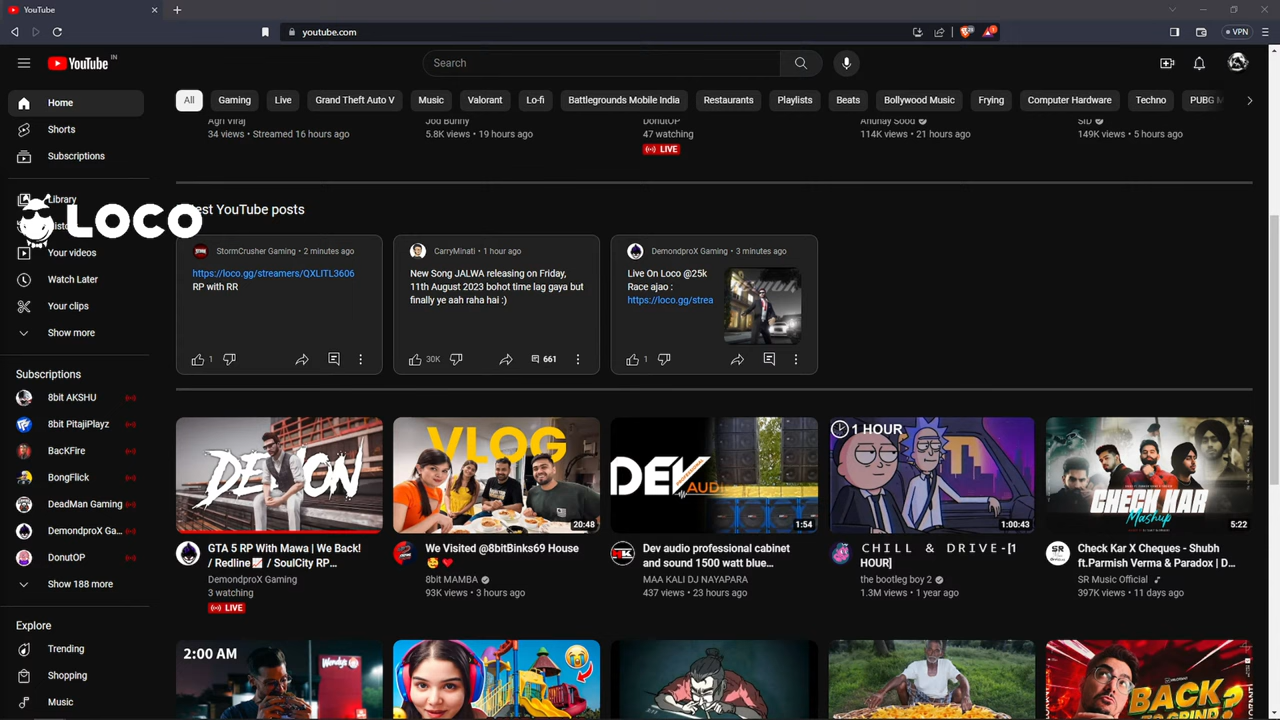 YouTube
youtube.com
VPN
YouTube IN
Search
Home
Shorts
Subscriptions
Library
Your videos
Watch Later
Your clips
Show more
Subscriptions
8bit AKSHU
8bit PitajiPlayz
BacKFire
BongFlick
DeadMan Gaming
DemondproX Ga...
DonutOP
Show 188 more
Explore
Trending
Shopping
Music
LOCO
All
Gaming
Live
Grand Theft Auto V
Music
Valorant
Lo-fi
Battlegrounds Mobile India
Restaurants
Playlists
Beats
Bollywood Music
Frying
Computer Hardware
Techno
PUBG M
Agri Viraj
34 views • Streamed 16 hours ago
Jod Bunny
5.8K views • 19 hours ago
DonutOP
47 watching
LIVE
Anunay Sood
114K views • 21 hours ago
SID
149K views • 5 hours ago
est YouTube posts
StormCrusher Gaming • 2 minutes ago
https://loco.gg/streamers/QXLITL3606
RP with RR
1
CarryMinati • 1 hour ago
New Song JALWA releasing on Friday,
11th August 2023 bohot time lag gaya but
finally ye aah raha hai :)
30K
661
DemondproX Gaming • 3 minutes ago
Live On Loco @25k
Race ajao :
https://loco.gg/strea
1
DEMON
GTA 5 RP With Mawa | We Back!
/ Redline📈 / SoulCity RP...
DemondproX Gaming
3 watching
LIVE
VLOG
20:48
We Visited @8bitBinks69 House
🤩 ❤️
8bit MAMBA
93K views • 3 hours ago
DEV
AUDI
1:54
Dev audio professional cabinet
and sound 1500 watt blue...
MAA KALI DJ NAYAPARA
437 views • 23 hours ago
1 HOUR
1:00:43
C H I L L & D R I V E - [1
HOUR]
the bootleg boy 2
1.3M views • 1 year ago
CHECK KAR
Mashup
5:22
Check Kar X Cheques - Shubh
ft.Parmish Verma & Paradox | D...
SR Music Official
397K views • 11 days ago
2:00 AM
Wendy's
BACK